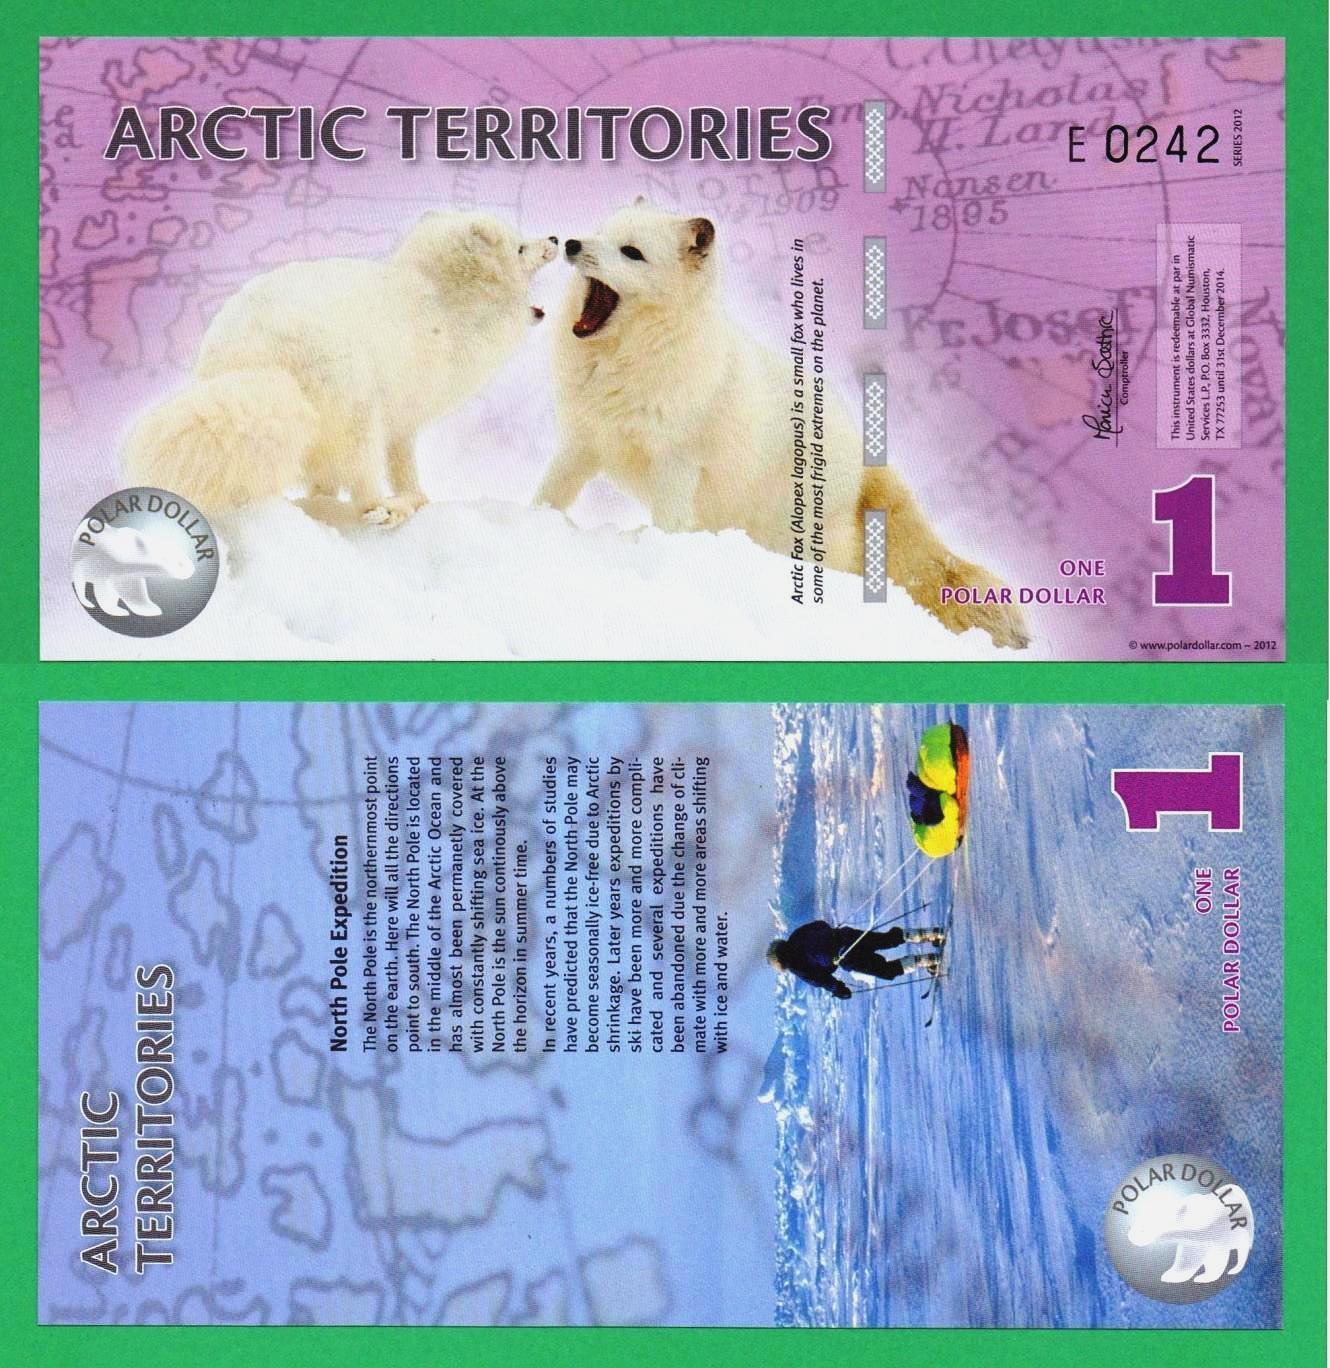 ARCTIC TERRITORIES
E 0242
SERIES 2012
C. Chelyuskin
Nicholas
II. Land
Nansen
1895
North
1909
Pole
Fz Josef
Nova
Arctic Fox (Alopex lagopus) is a small fox who lives in
some of the most frigid extremes on the planet.
Comptroller
This instrument is redeemable at par in
United States dollars at Global Numismatic
Services L.P., P.O. Box 3332, Houston,
TX 77253 until 31st December 2014.
POLAR DOLLAR
ONE
POLAR DOLLAR
1
© www.polardollar.com – 2012
ARCTIC
TERRITORIES
North Pole Expedition
The North Pole is the northernmost point
on the earth. Here will all the directions
point to south. The North Pole is located
in the middle of the Arctic Ocean and
has almost been permanetly covered
with constantly shifting sea ice. At the
North Pole is the sun continously above
the horizon in summer time.
In recent years, a numbers of studies
have predicted that the North Pole may
become seasonally ice-free due to Arctic
shrinkage. Later years expeditions by
ski have been more and more compli-
cated and several expeditions have
been abandoned due the change of cli-
mate with more and more areas shifting
with ice and water.
1
ONE
POLAR DOLLAR
POLAR DOLLAR